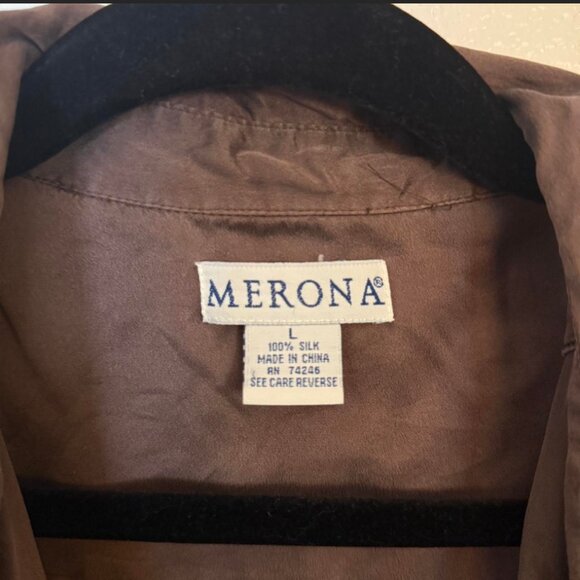 MERONA®
L
100% SILK
MADE IN CHINA
RN 74246
SEE CARE REVERSE